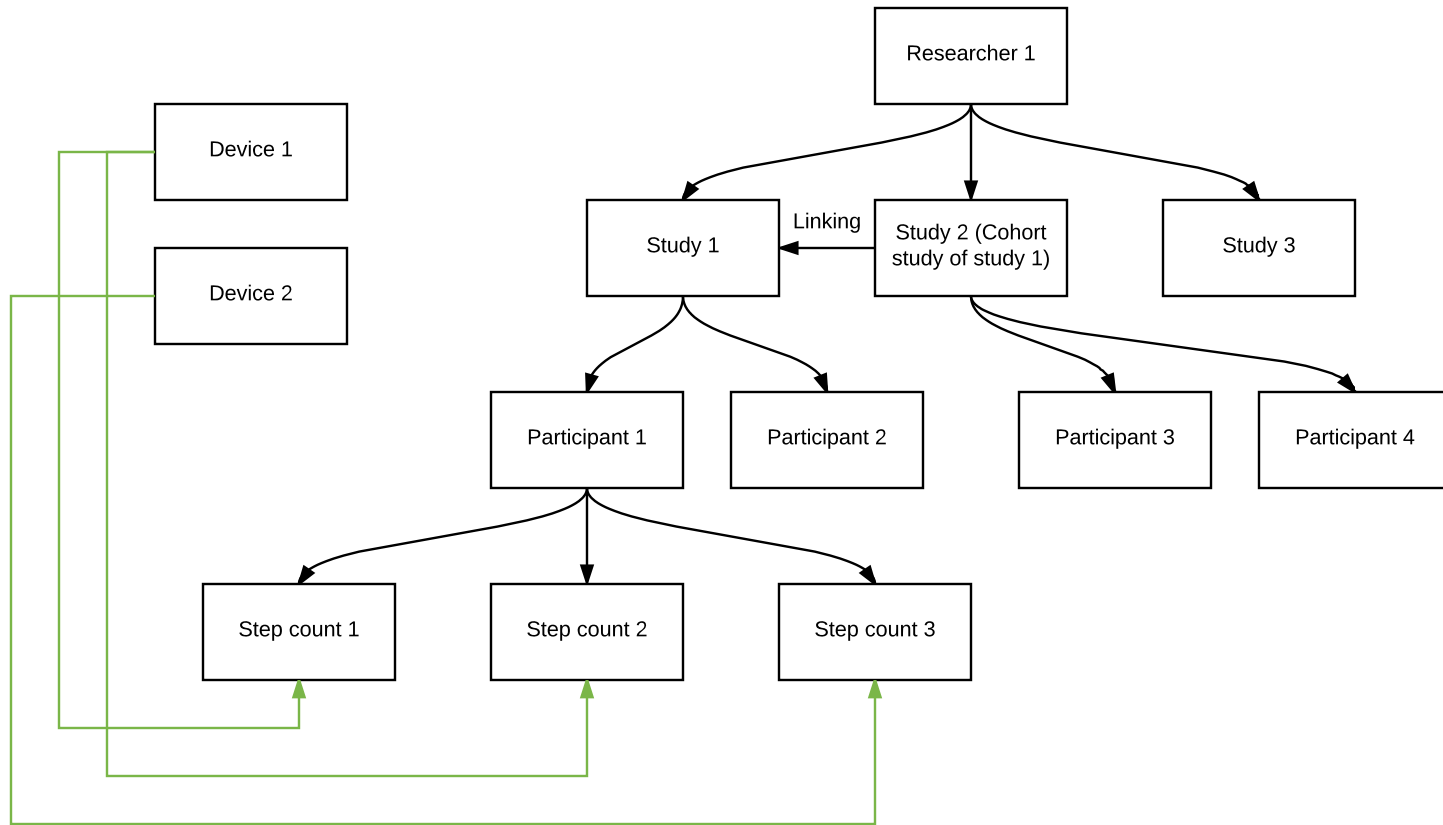 Researcher 1
Device 1
Linking
Study 1
Study 2 (Cohort
study of study 1)
Study 3
Device 2
Participant 1
Participant 2
Participant 3
Participant 4
Step count 1
Step count 2
Step count 3